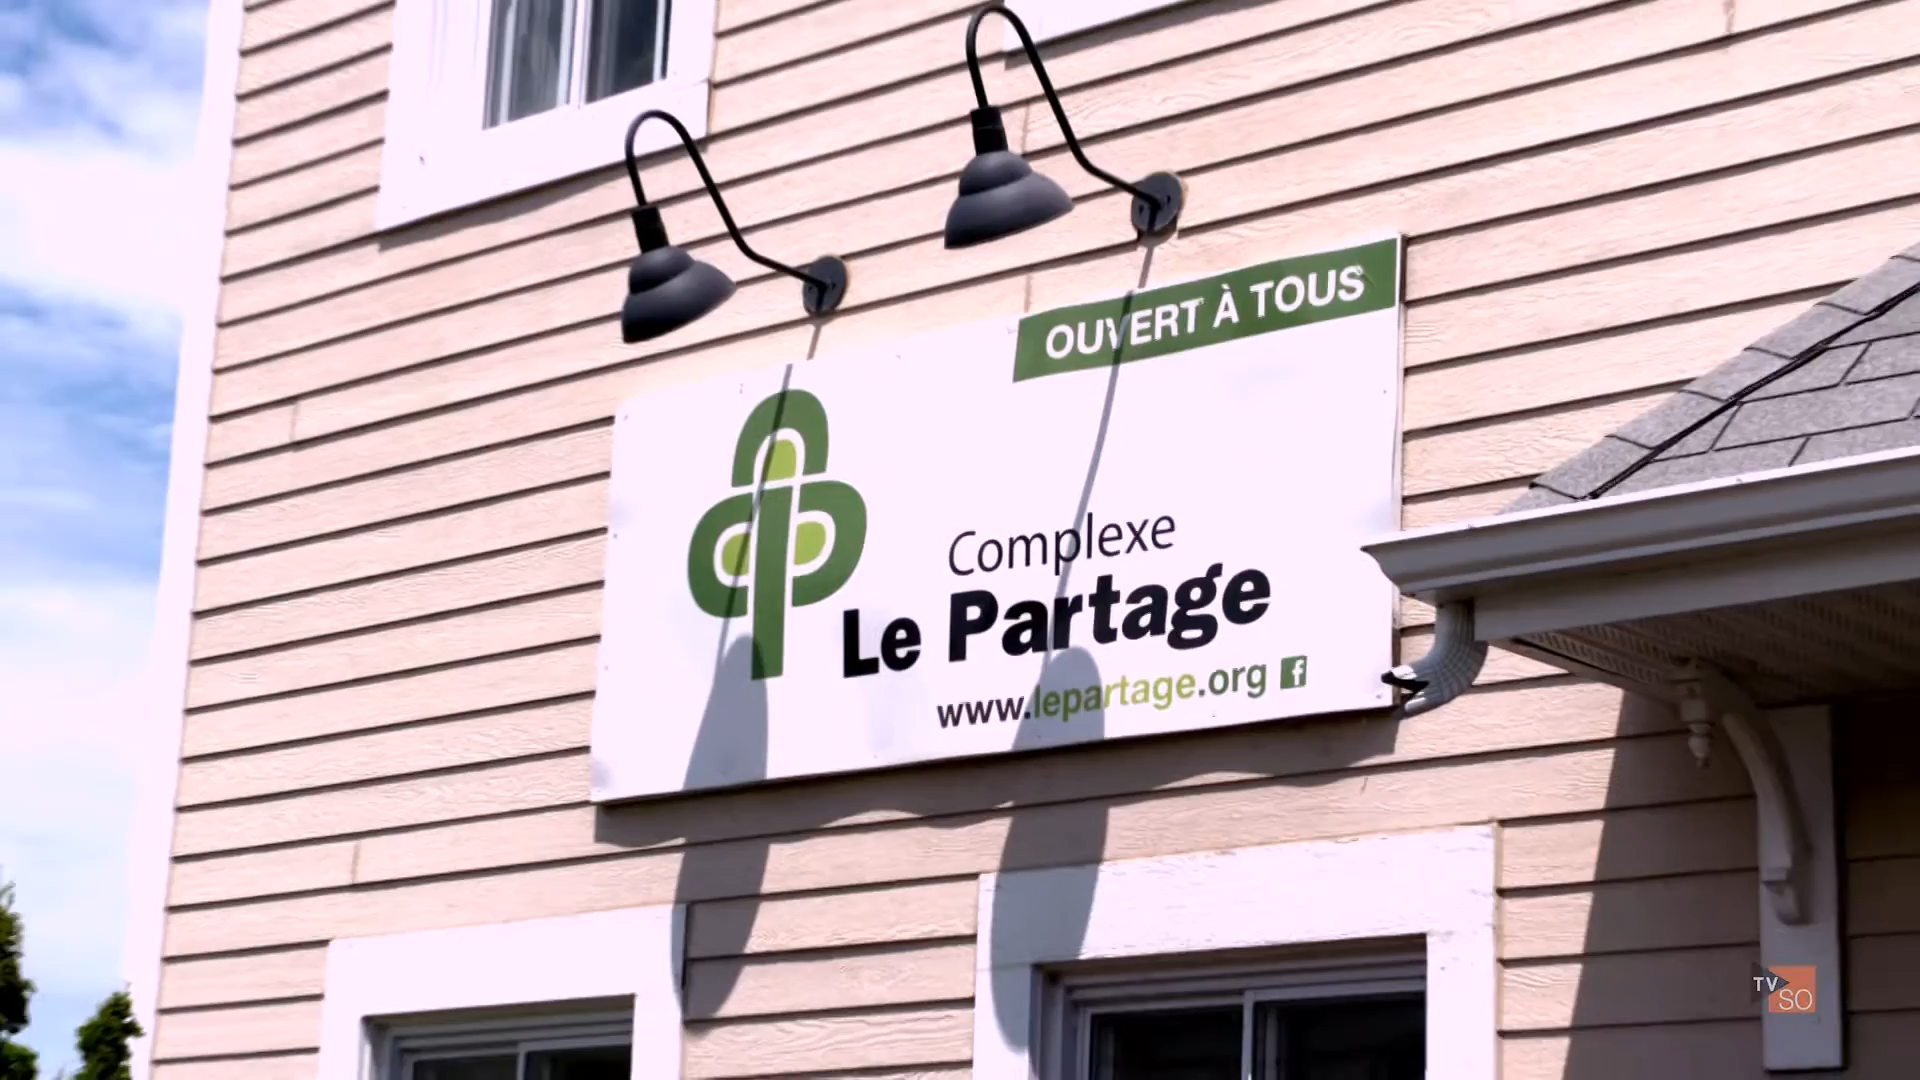 OUVERT À TOUS
Complexe
Le Partage
www.lepartage.org f
TV
SO